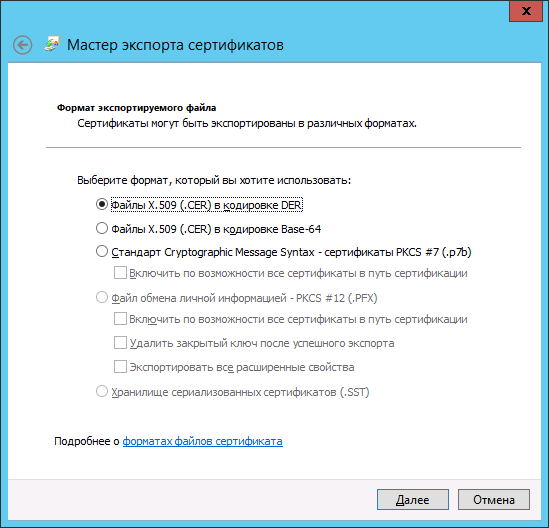 Мастер экспорта сертификатов
Формат экспортируемого файла
Сертификаты могут быть экспортированы в различных форматах.
Выберите формат, который вы хотите использовать:
Файлы X.509 (.CER) в кодировке DER
Файлы X.509 (.CER) в кодировке Base-64
Стандарт Cryptographic Message Syntax - сертификаты PKCS #7 (.p7b)
Включить по возможности все сертификаты в путь сертификации
Файл обмена личной информацией - PKCS #12 (.PFX)
Включить по возможности все сертификаты в путь сертификации
Удалить закрытый ключ после успешного экспорта
Экспортировать все расширенные свойства
Хранилище сериализованных сертификатов (.SST)
Подробнее о форматах файлов сертификата
Далее
Отмена